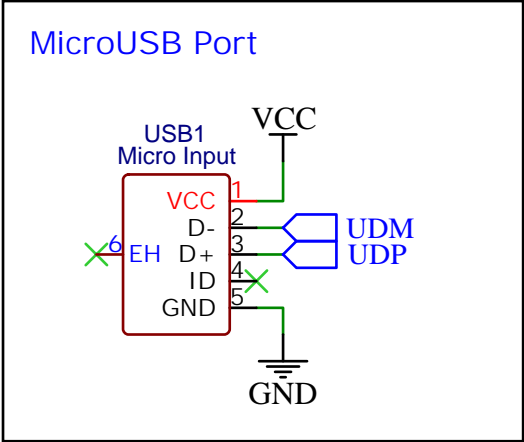 MicroUSB Port
VCC
USB1
Micro Input
VCC 1
D- 2 UDM
6 EH D+ 3 UDP
ID 4
GND 5
GND